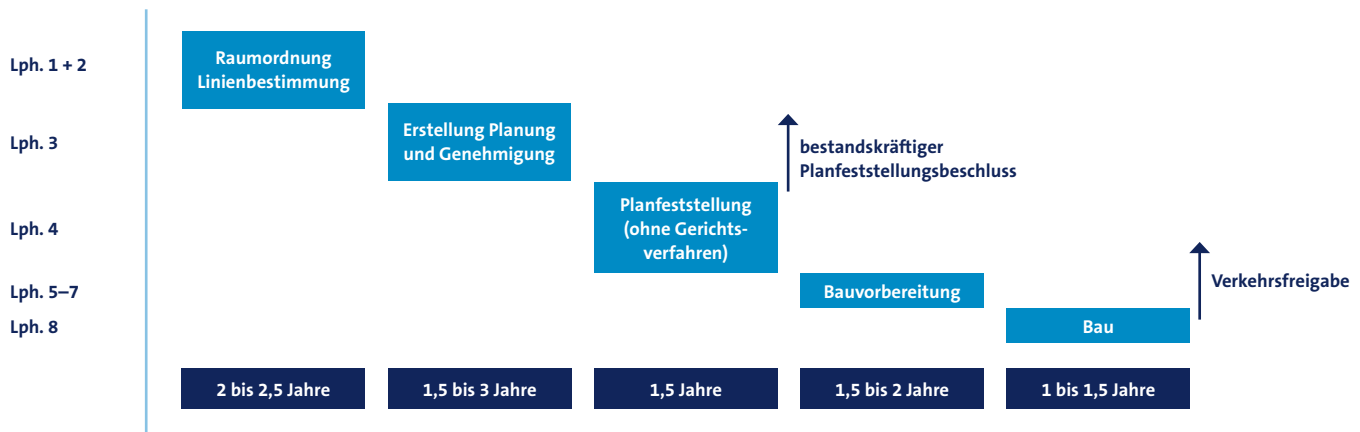 Lph. 1 + 2
Raumordnung
Linienbestimmung
Lph. 3
Erstellung Planung
und Genehmigung
bestandskräftiger
Planfeststellungsbeschluss
Lph. 4
Planfeststellung
(ohne Gerichts-
verfahren)
Lph. 5–7
Bauvorbereitung
Verkehrsfreigabe
Lph. 8
Bau
2 bis 2,5 Jahre
1,5 bis 3 Jahre
1,5 Jahre
1,5 bis 2 Jahre
1 bis 1,5 Jahre